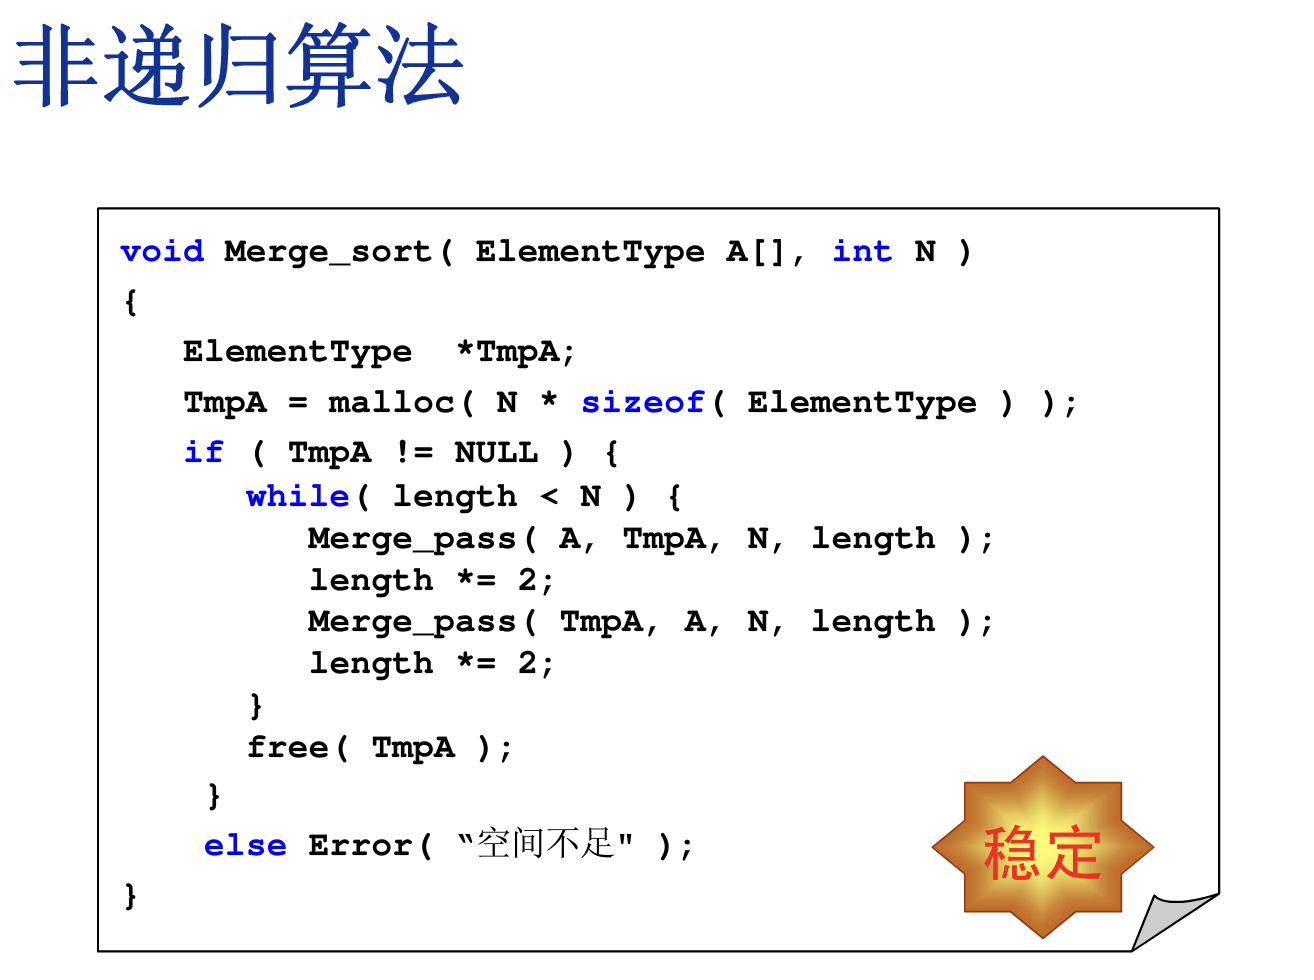 非递归算法
void Merge_sort( ElementType A[], int N )
{
ElementType *TmpA;
TmpA = malloc( N * sizeof( ElementType ) );
if ( TmpA != NULL ) {
while( length < N ) {
Merge_pass( A, TmpA, N, length );
length *= 2;
Merge_pass( TmpA, A, N, length );
length *= 2;
}
free( TmpA );
}
else Error( “空间不足" );
}
稳定